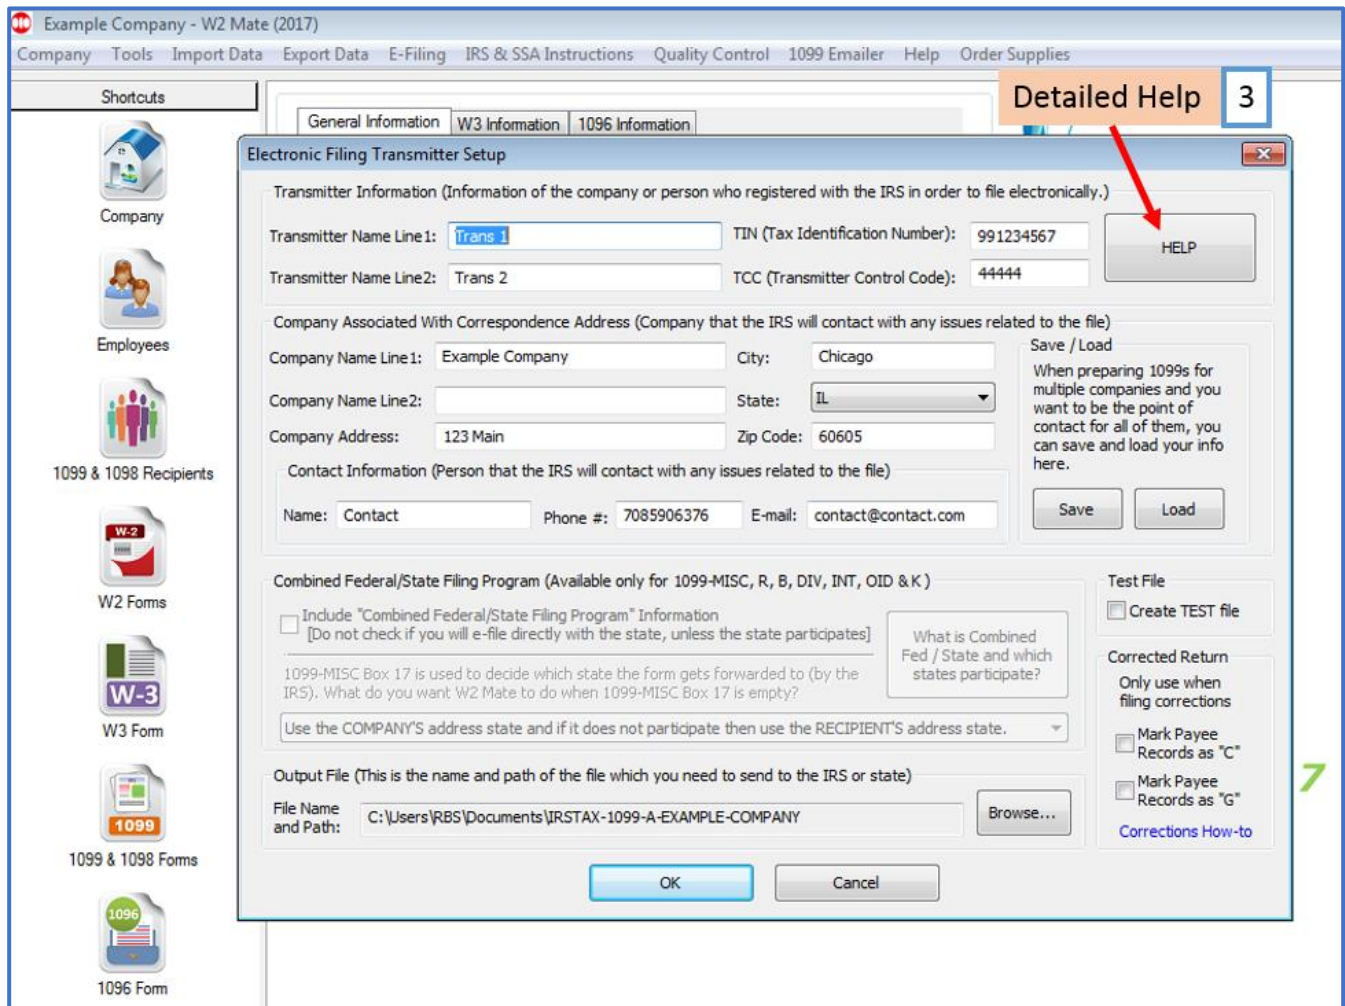 Example Company - W2 Mate (2017)
Company Tools Import Data Export Data E-Filing IRS & SSA Instructions Quality Control 1099 Emailer Help Order Supplies
Detailed Help 3
Shortcuts
Company
Employees
1099 & 1098 Recipients
W-2
W2 Forms
W-3
W3 Form
1099
1099 & 1098 Forms
1096
1096 Form
General Information W3 Information 1096 Information
Electronic Filing Transmitter Setup
Transmitter Information (Information of the company or person who registered with the IRS in order to file electronically.)
Transmitter Name Line1: Trans 1 TIN (Tax Identification Number): 991234567
HELP
Transmitter Name Line2: Trans 2 TCC (Transmitter Control Code): 44444
Company Associated With Correspondence Address (Company that the IRS will contact with any issues related to the file)
Company Name Line1: Example Company City: Chicago
Company Name Line2: State: IL
Company Address: 123 Main Zip Code: 60605
Save / Load
When preparing 1099s for
multiple companies and you
want to be the point of
contact for all of them, you
can save and load your info
here.
Save Load
Contact Information (Person that the IRS will contact with any issues related to the file)
Name: Contact Phone #: 7085906376 E-mail: contact@contact.com
Combined Federal/State Filing Program (Available only for 1099-MISC, R, B, DIV, INT, OID & K )
Include "Combined Federal/State Filing Program" Information
[Do not check if you will e-file directly with the state, unless the state participates]
What is Combined
Fed / State and which
states participate?
1099-MISC Box 17 is used to decide which state the form gets forwarded to (by the
IRS). What do you want W2 Mate to do when 1099-MISC Box 17 is empty?
Use the COMPANY'S address state and if it does not participate then use the RECIPIENT'S address state.
Test File
Create TEST file
Corrected Return
Only use when
filing corrections
Mark Payee
Records as "C"
Mark Payee
Records as "G"
Corrections How-to
7
Output File (This is the name and path of the file which you need to send to the IRS or state)
File Name
and Path: C:\Users\RBS\Documents\IRSTAX-1099-A-EXAMPLE-COMPANY Browse...
OK Cancel